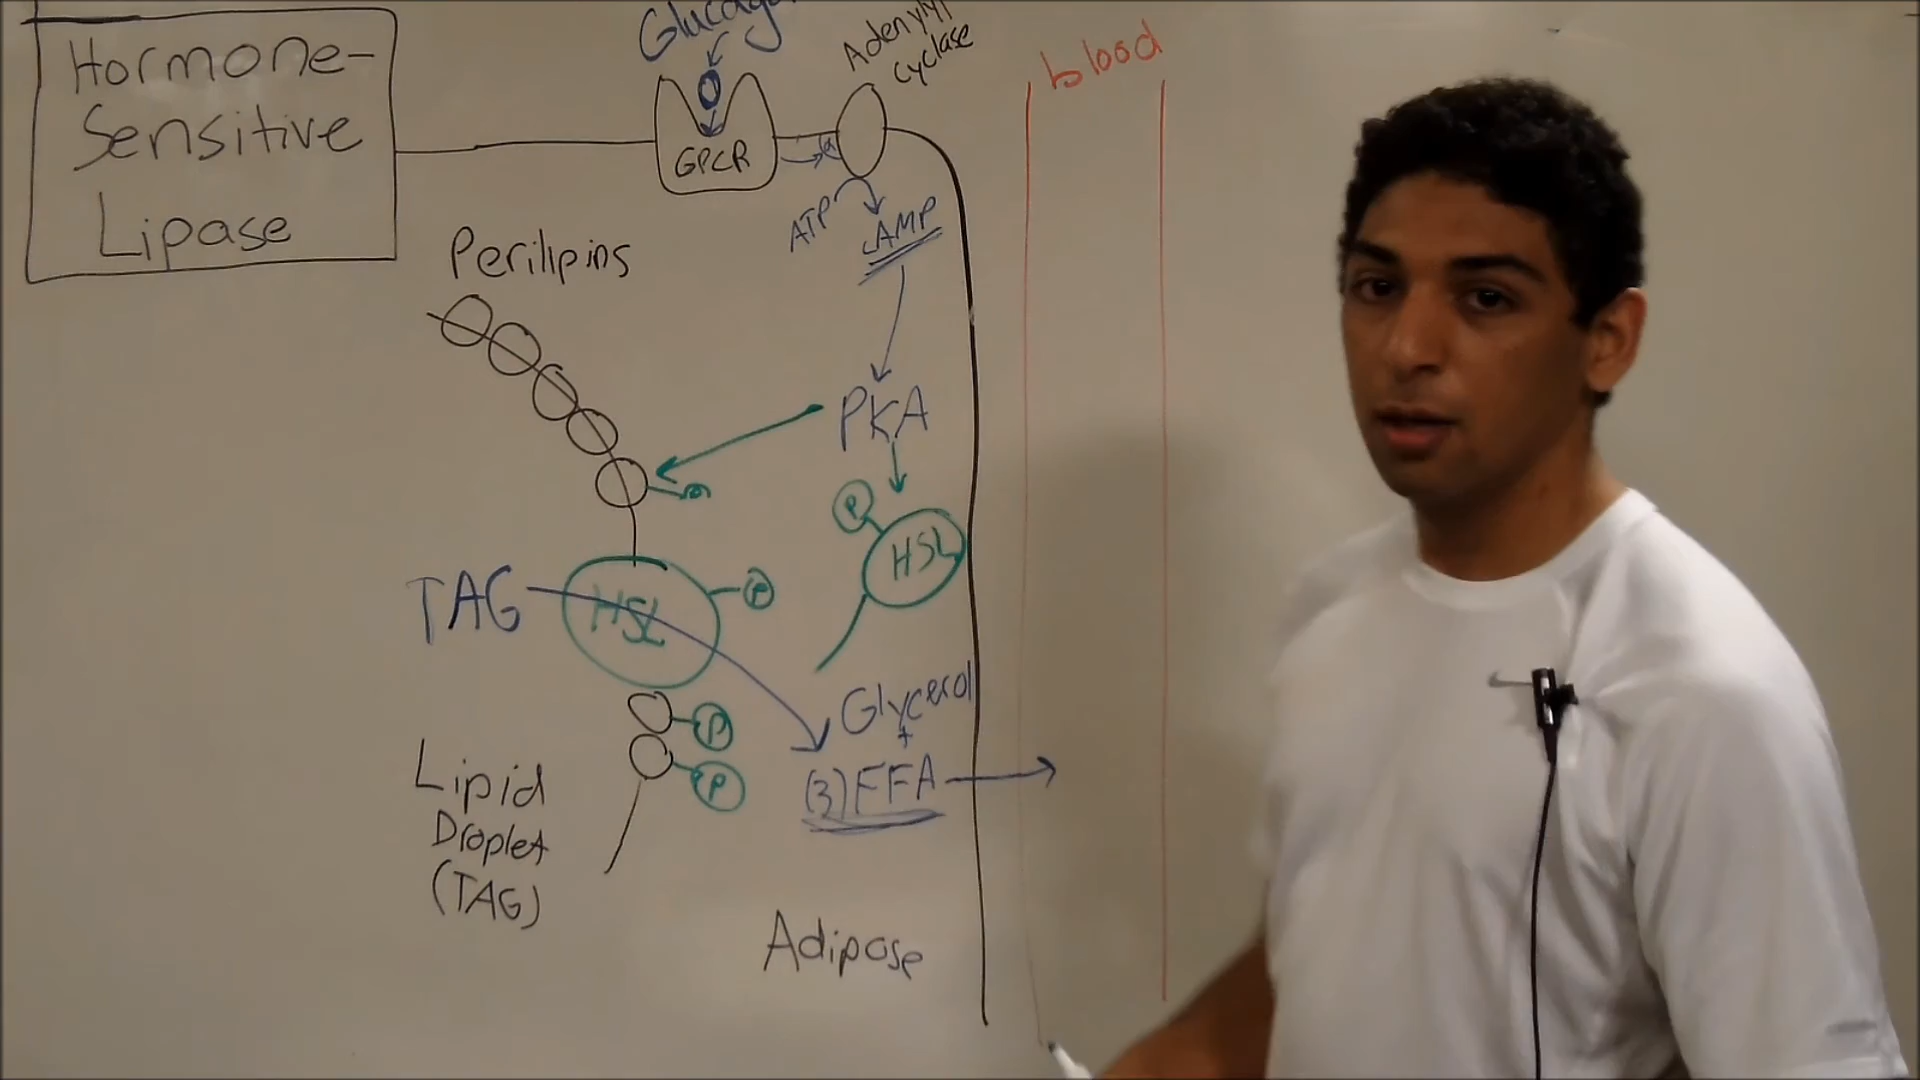 Hormone-
Sensitive
Lipase
Adenylyl
cyclase
blood
GPCR
ATP
cAMP
Perilipins
PKA
P
HSL
TAG
HSL
P
Glycerol
+
(3) FFA
P
P
Lipid
Droplet
(TAG)
Adipose